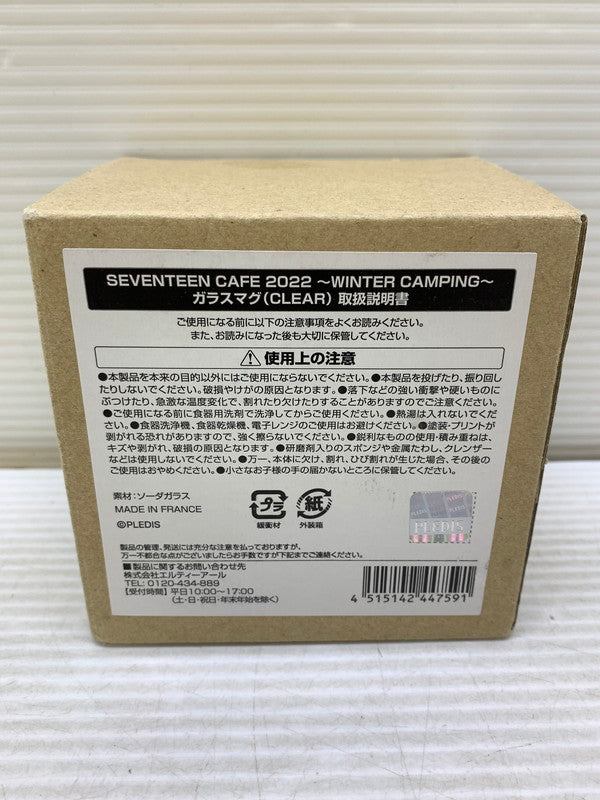 SEVENTEEN CAFE 2022 〜WINTER CAMPING〜
ガラスマグ(CLEAR) 取扱説明書
ご使用になる前に以下の注意事項をよくお読みください。
また、お読みになった後も大切に保管してください。
使用上の注意
●本製品を本来の目的以外にはご使用にならないでください。●本製品を投げたり、振り回し
たりしないでください。破損やけがの原因となります。●落下などの強い衝撃や硬いものに
ぶつけたり、急激な温度変化で、割れたり欠けたりすることがありますのでご注意ください。
●ご使用になる前に食器用洗剤で洗浄してからご使用ください。●熱湯は入れないでくだ
さい。●食器洗浄機、食器乾燥機、電子レンジのご使用はお避けください。●塗装・プリントが
剥がれる恐れがありますので、強く擦らないでください。●鋭利なものの使用・積み重ねは、
キズや剥がれ、破損の原因となります。●研磨剤入りのスポンジや金属たわし、クレンザー
などは使用しないでください。●万一、本体に欠け、割れ、ひび割れが生じた場合、その後の
ご使用はおやめください。●小さなお子様の手の届かないところに保管してください。
素材：ソーダガラス
MADE IN FRANCE
©PLEDIS
プラ
緩衝材
紙
外装箱
PLEDIS
製品の管理、発送には充分な注意を払っておりますが、
万一不都合な点がございましたらお手数ですが下記までご連絡ください。
■製品に関するお問い合わせ先
株式会社エルティーアール
TEL: 0120-434-889
【受付時間】平日10:00〜17:00
(土・日・祝日・年末年始を除く)
4 515142 447591